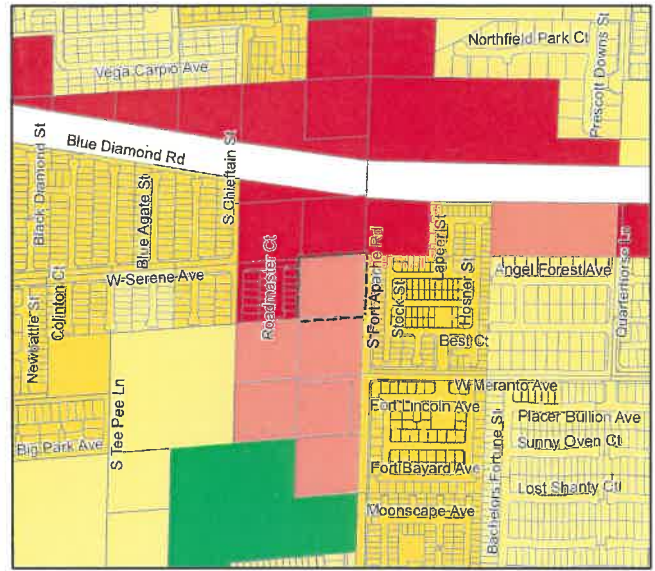 Northfield Park Ct
Vega Carpio Ave
Prescott Downs St
Blue Diamond Rd
Black Diamond St
Blue Agate St
S Chieftain St
W Serene Ave
Roadmaster Ct
S Fort Apache Rd
Lapeer St
Stock St
Hosner St
Angel Forest Ave
Quarterhorse Ln
Newbattle St
Colinton Ct
Best Ct
W Meranto Ave
Fort Lincoln Ave
Placer Bullion Ave
S Tee Pee Ln
Big Park Ave
Sunny Oven Ct
Fort Bayard Ave
Bachelors Fortune St
Lost Shanty Ct
Moonscape Ave